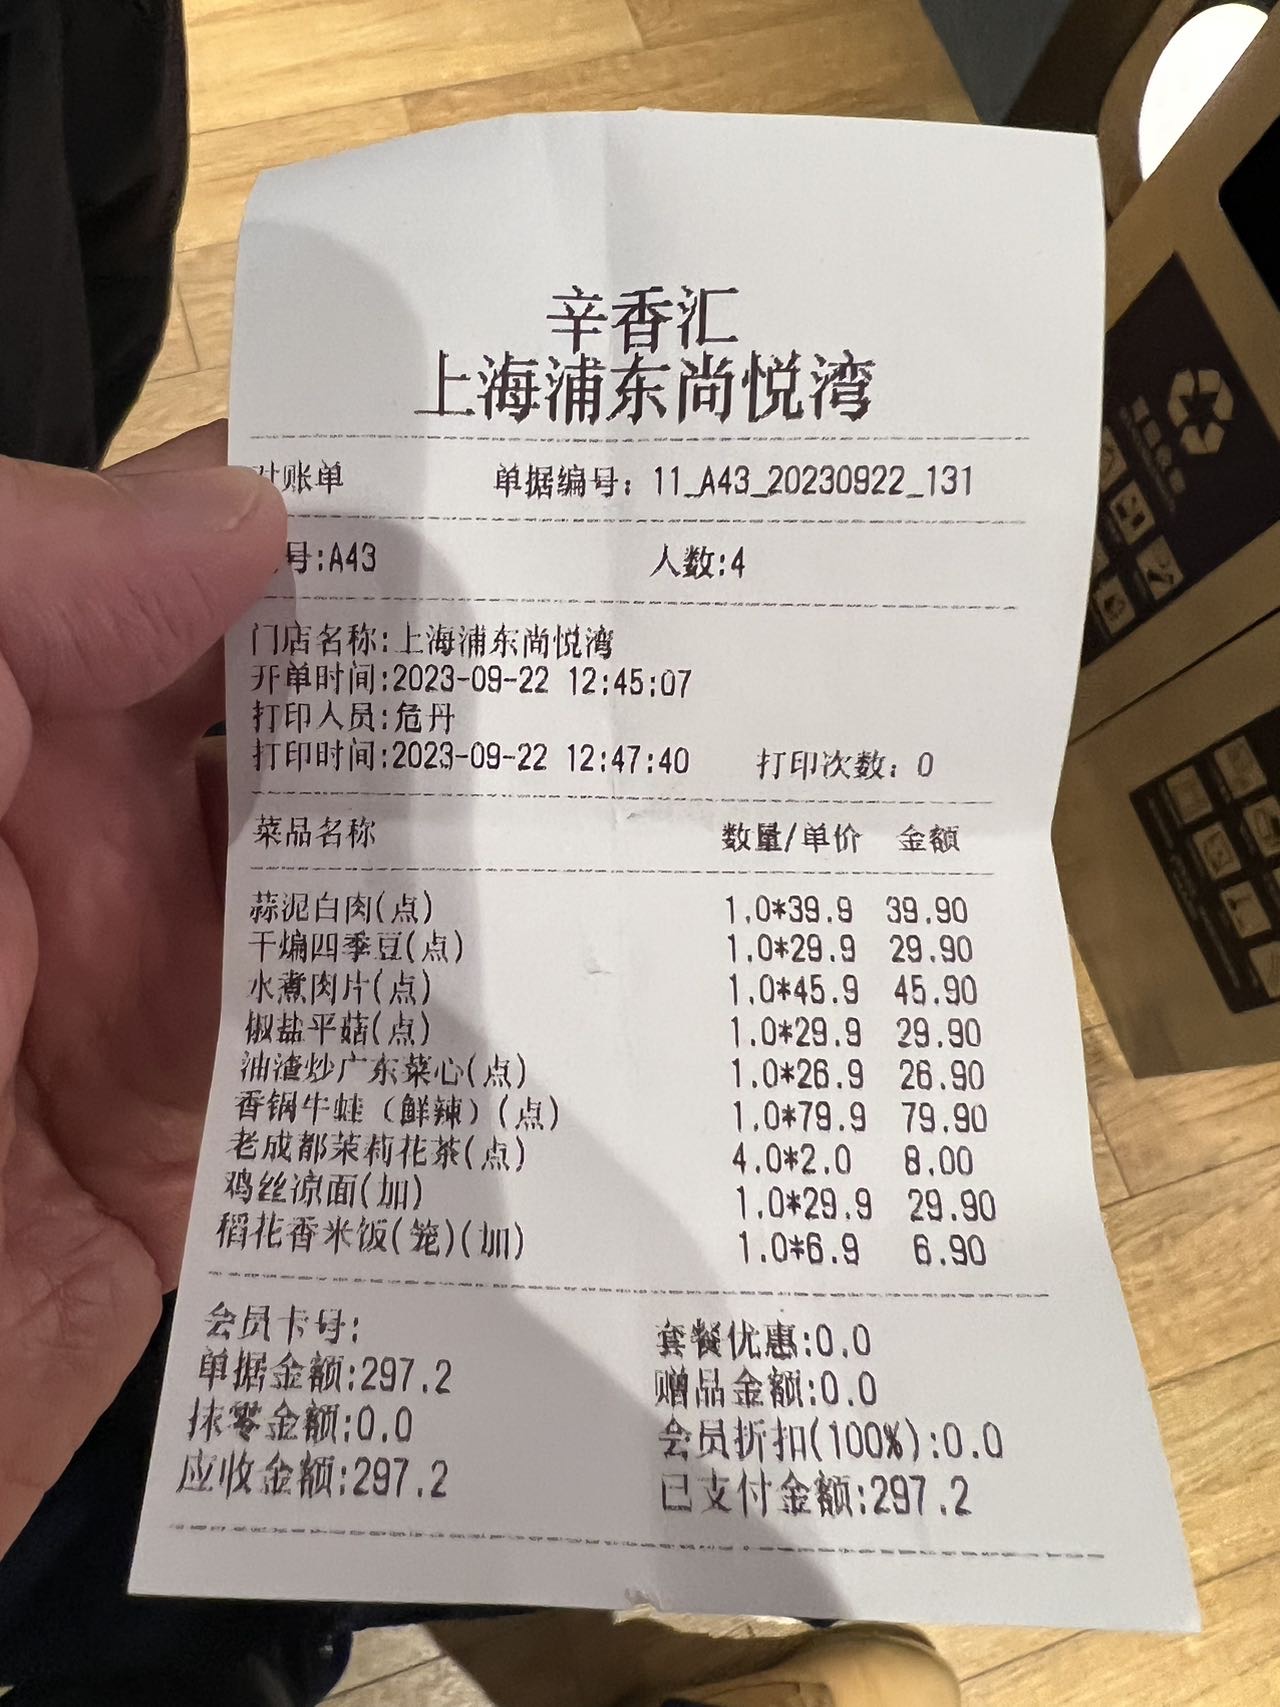 辛香汇
上海浦东尚悦湾
账单 单据编号：11_A43_20230922_131
号:A43 人数:4
门店名称:上海浦东尚悦湾
开单时间:2023-09-22 12:45:07
打印人员:危丹
打印时间:2023-09-22 12:47:40 打印次数：0
菜品名称 数量/单价 金额
蒜泥白肉(点) 1.0*39.9 39.90
干煸四季豆(点) 1.0*29.9 29.90
水煮肉片(点) 1.0*45.9 45.90
椒盐平菇(点) 1.0*29.9 29.90
油渣炒广东菜心(点) 1.0*26.9 26.90
香锅牛蛙（鲜辣）(点) 1.0*79.9 79.90
老成都茉莉花茶(点) 4.0*2.0 8.00
鸡丝凉面(加) 1.0*29.9 29.90
稻花香米饭(笼)(加) 1.0*6.9 6.90
会员卡号: 套餐优惠:0.0
单据金额:297.2 赠品金额:0.0
抹零金额:0.0 会员折扣(100%):0.0
应收金额:297.2 已支付金额:297.2